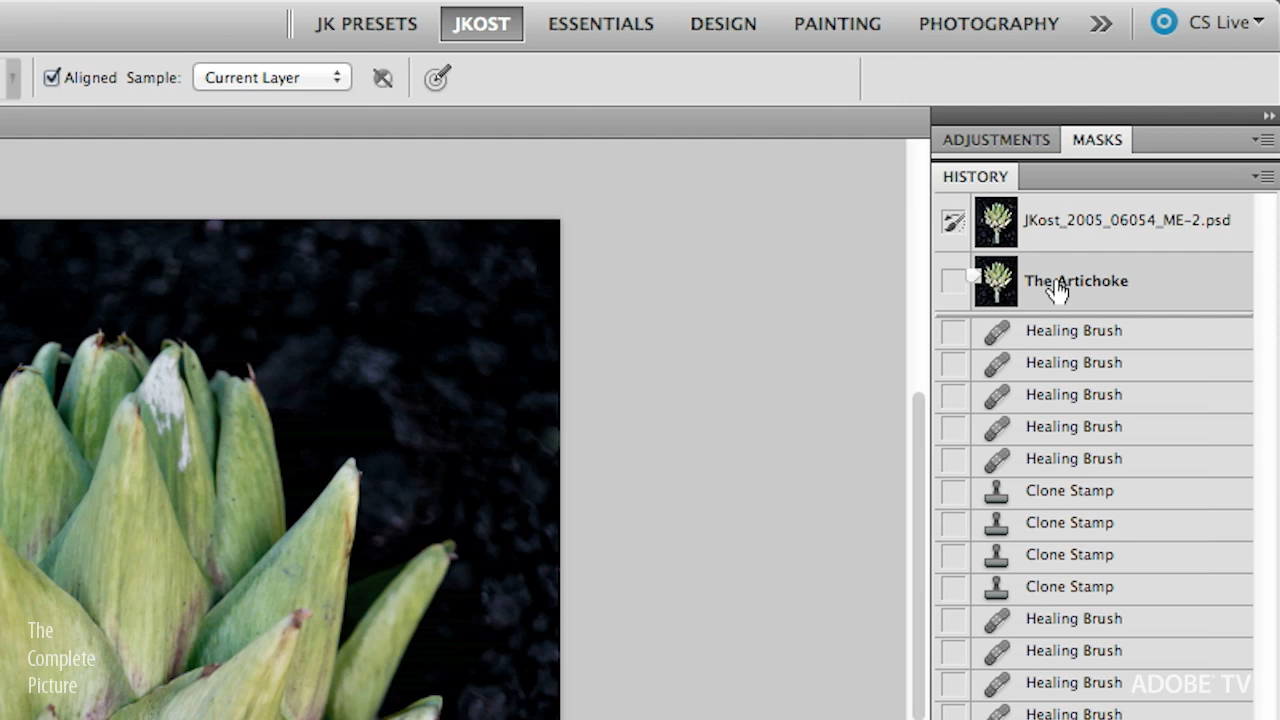 JK PRESETS JKOST ESSENTIALS DESIGN PAINTING PHOTOGRAPHY CS Live
Aligned Sample: Current Layer
ADJUSTMENTS MASKS
HISTORY
JKost_2005_06054_ME-2.psd
The Artichoke
Healing Brush
Healing Brush
Healing Brush
Healing Brush
Healing Brush
Clone Stamp
Clone Stamp
Clone Stamp
Clone Stamp
Healing Brush
Healing Brush
Healing Brush
Healing Brush
The
Complete
Picture
ADOBE® TV